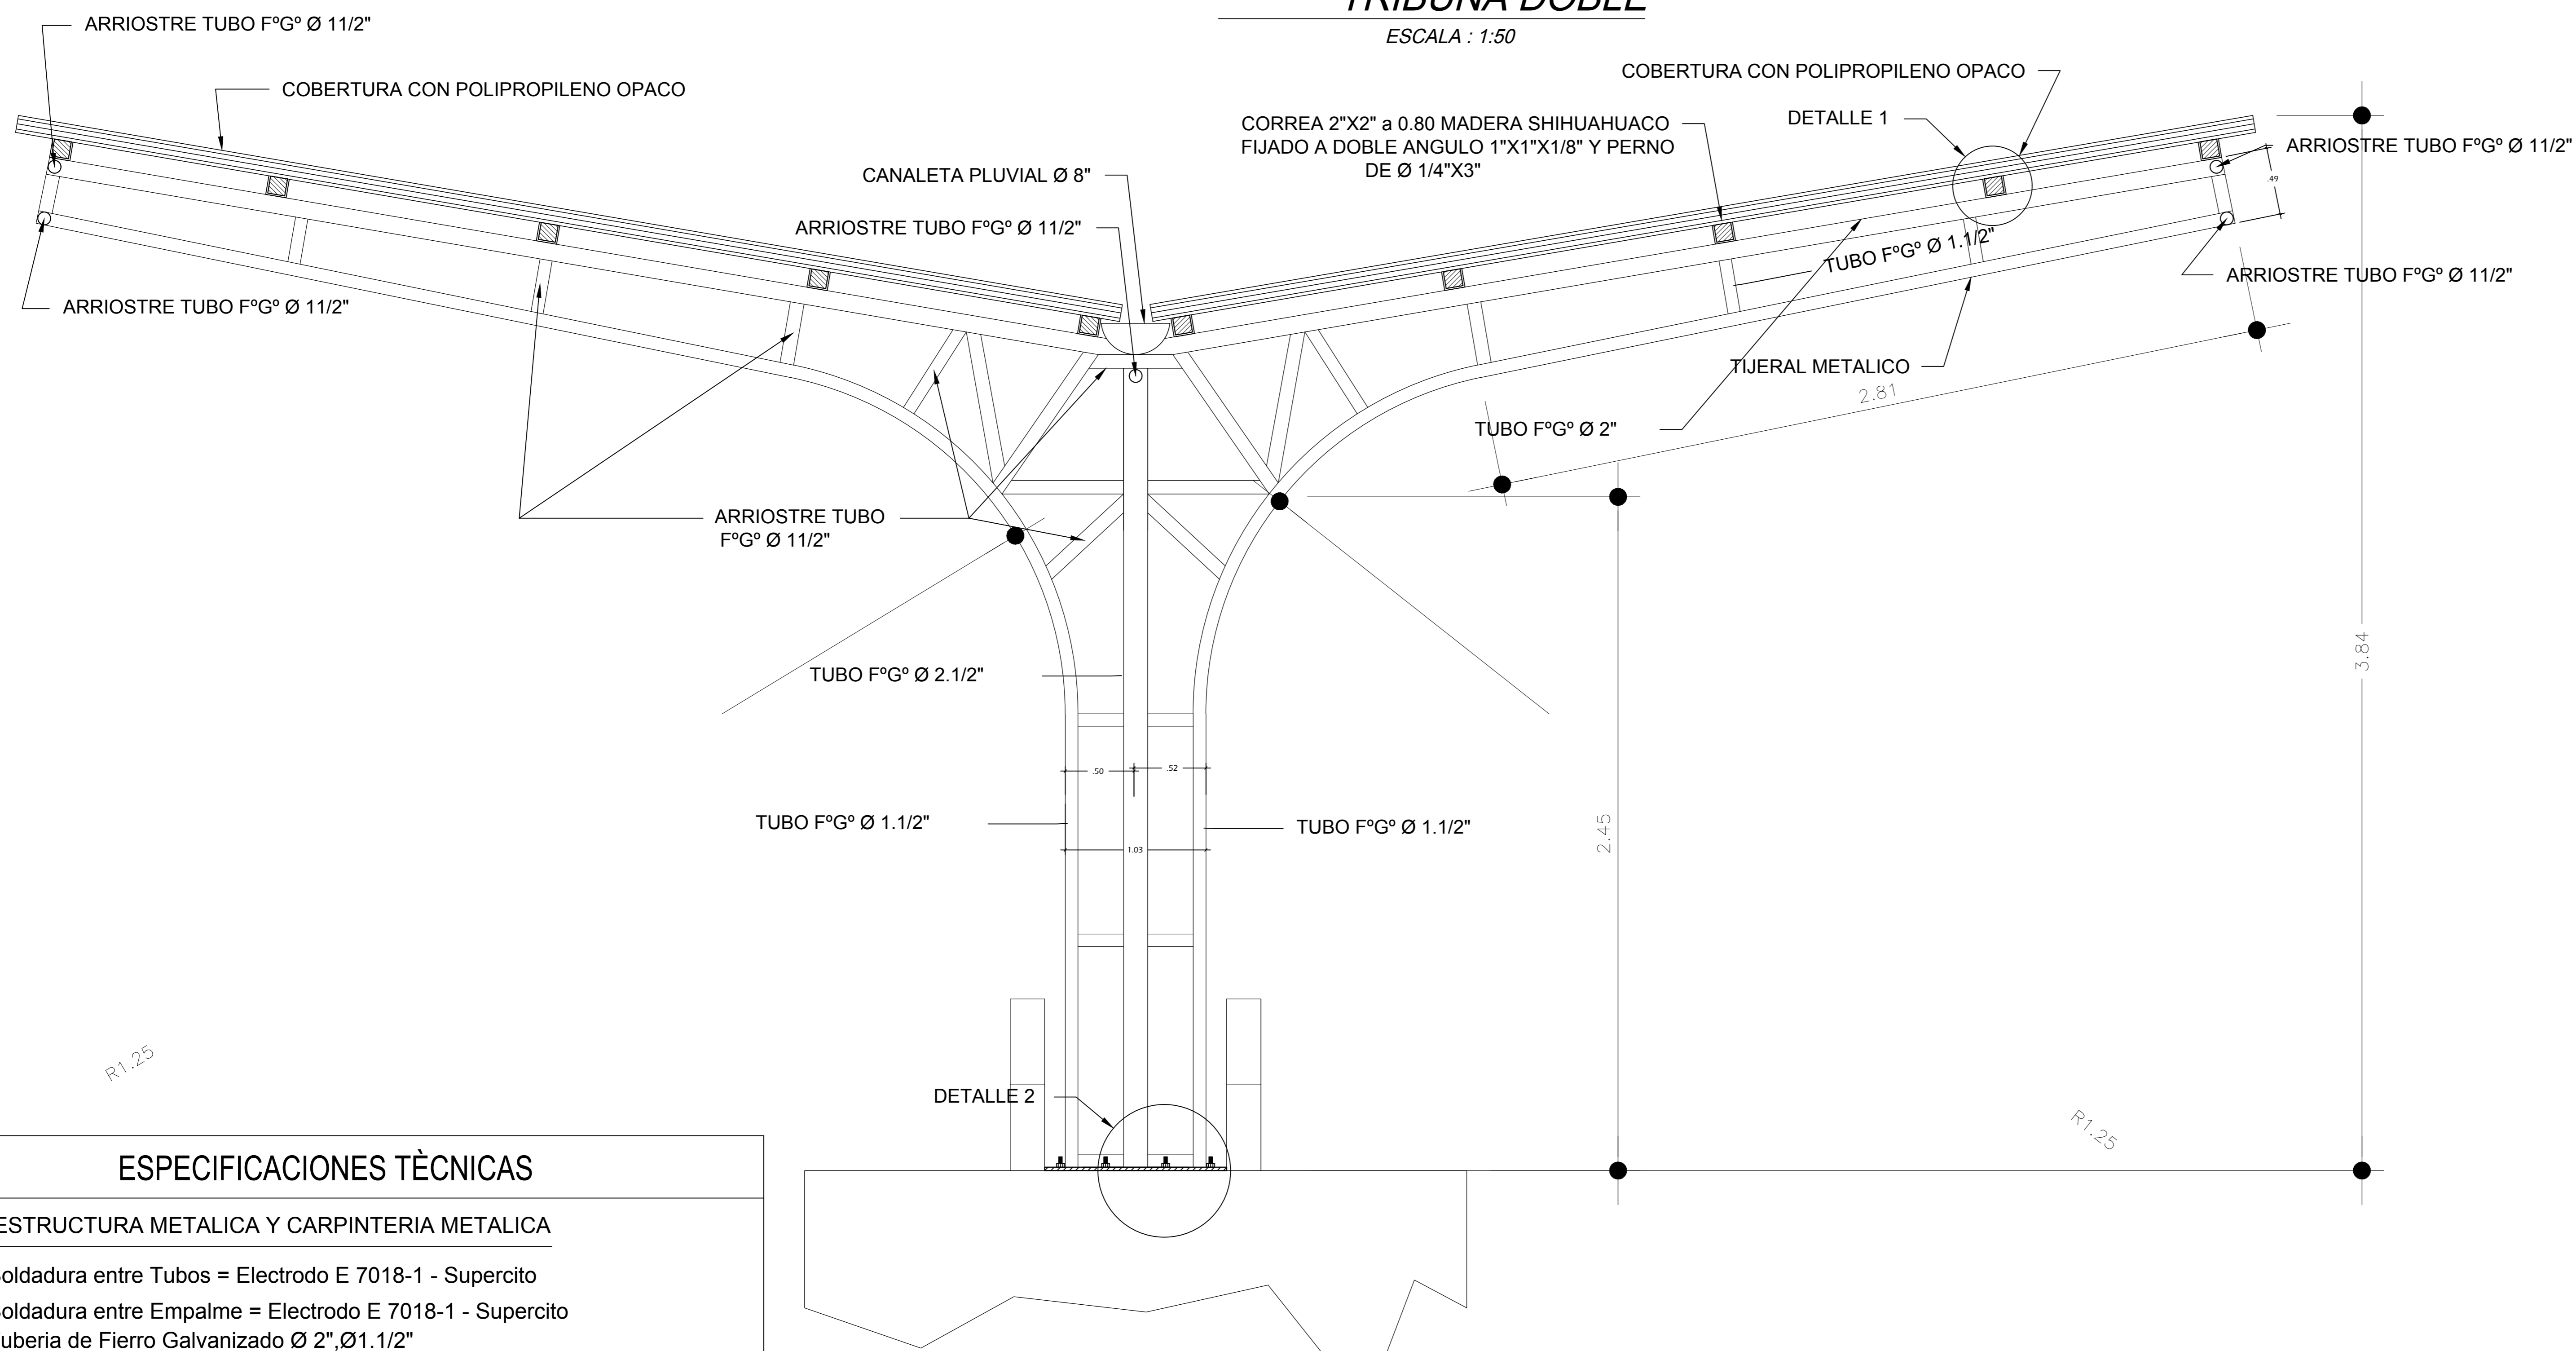 TRIBUNA DOBLE
ESCALA : 1:50
ARRIOSTRE TUBO FºGº Ø 11/2"
COBERTURA CON POLIPROPILENO OPACO
COBERTURA CON POLIPROPILENO OPACO
CORREA 2"X2" a 0.80 MADERA SHIHUAHUACO
FIJADO A DOBLE ANGULO 1"X1"X1/8" Y PERNO
DE Ø 1/4"X3"
DETALLE 1
ARRIOSTRE TUBO FºGº Ø 11/2"
.49
CANALETA PLUVIAL Ø 8"
ARRIOSTRE TUBO FºGº Ø 11/2"
TUBO FºGº Ø 1.1/2"
ARRIOSTRE TUBO FºGº Ø 11/2"
ARRIOSTRE TUBO FºGº Ø 11/2"
TIJERAL METALICO
2.81
TUBO FºGº Ø 2"
ARRIOSTRE TUBO
FºGº Ø 11/2"
3.84
TUBO FºGº Ø 2.1/2"
.50
.52
TUBO FºGº Ø 1.1/2"
TUBO FºGº Ø 1.1/2"
1.03
2.45
R1.25
DETALLE 2
R1.25
ESPECIFICACIONES TÈCNICAS
ESTRUCTURA METALICA Y CARPINTERIA METALICA
oldadura entre Tubos = Electrodo E 7018-1 - Supercito
oldadura entre Empalme = Electrodo E 7018-1 - Supercito
uberia de Fierro Galvanizado Ø 2",Ø1.1/2"